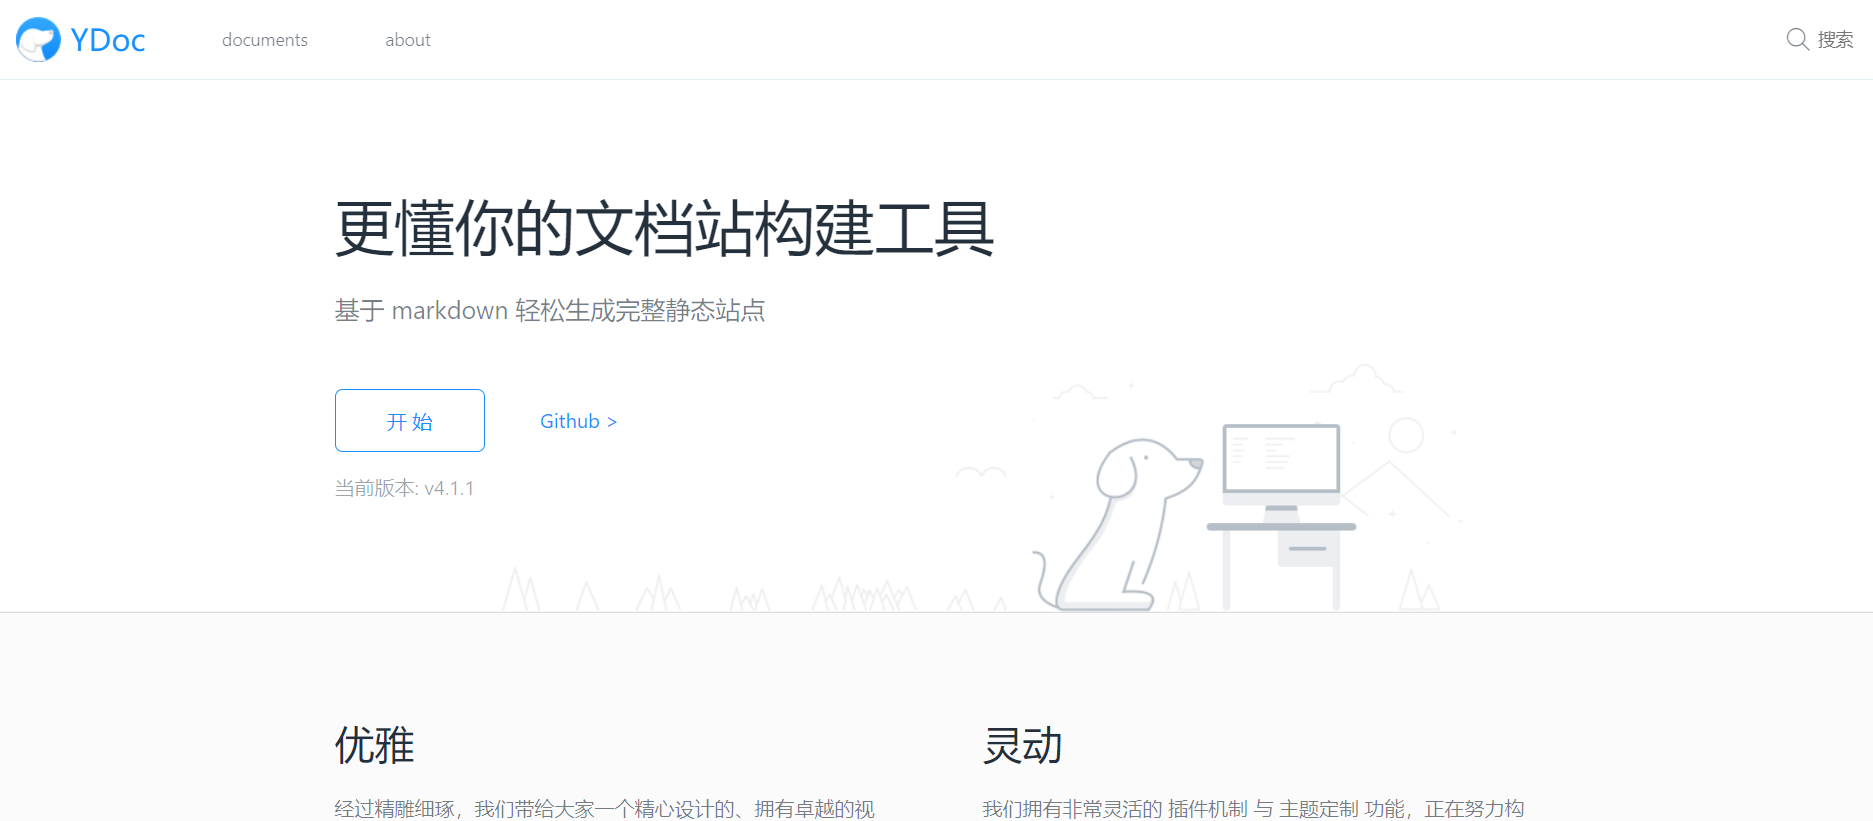 YDoc
documents
about
搜索
更懂你的文档站构建工具
基于 markdown 轻松生成完整静态站点
开 始
Github >
当前版本: v4.1.1
优雅
经过精雕细琢，我们带给大家一个精心设计的、拥有卓越的视
灵动
我们拥有非常灵活的 插件机制 与 主题定制 功能，正在努力构